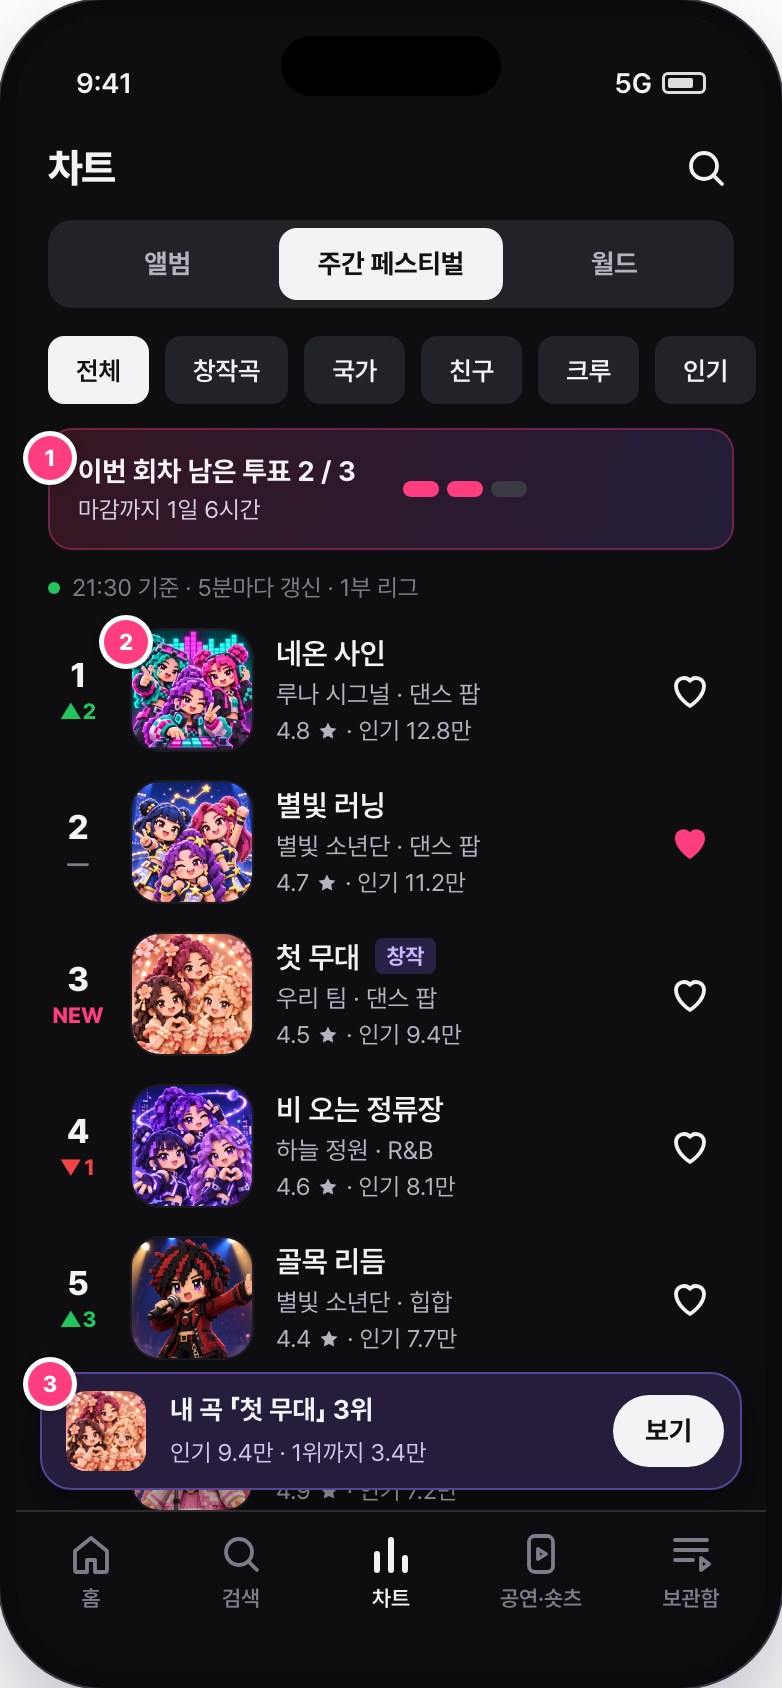 9:41
5G
차트
앨범 주간 페스티벌 월드
전체 창작곡 국가 친구 크루 인기
1
이번 회차 남은 투표 2 / 3
마감까지 1일 6시간
21:30 기준 · 5분마다 갱신 · 1부 리그
2
1
▲2
네온 사인
루나 시그널 · 댄스 팝
4.8 ★ · 인기 12.8만
2
—
별빛 러닝
별빛 소년단 · 댄스 팝
4.7 ★ · 인기 11.2만
3
NEW
첫 무대 창작
우리 팀 · 댄스 팝
4.5 ★ · 인기 9.4만
4
▼1
비 오는 정류장
하늘 정원 · R&B
4.6 ★ · 인기 8.1만
5
▲3
골목 리듬
별빛 소년단 · 힙합
4.4 ★ · 인기 7.7만
3
내 곡 「첫 무대」 3위
인기 9.4만 · 1위까지 3.4만
보기
4.9 ★ · 인기 7.2만
홈 검색 차트 공연·숏츠 보관함